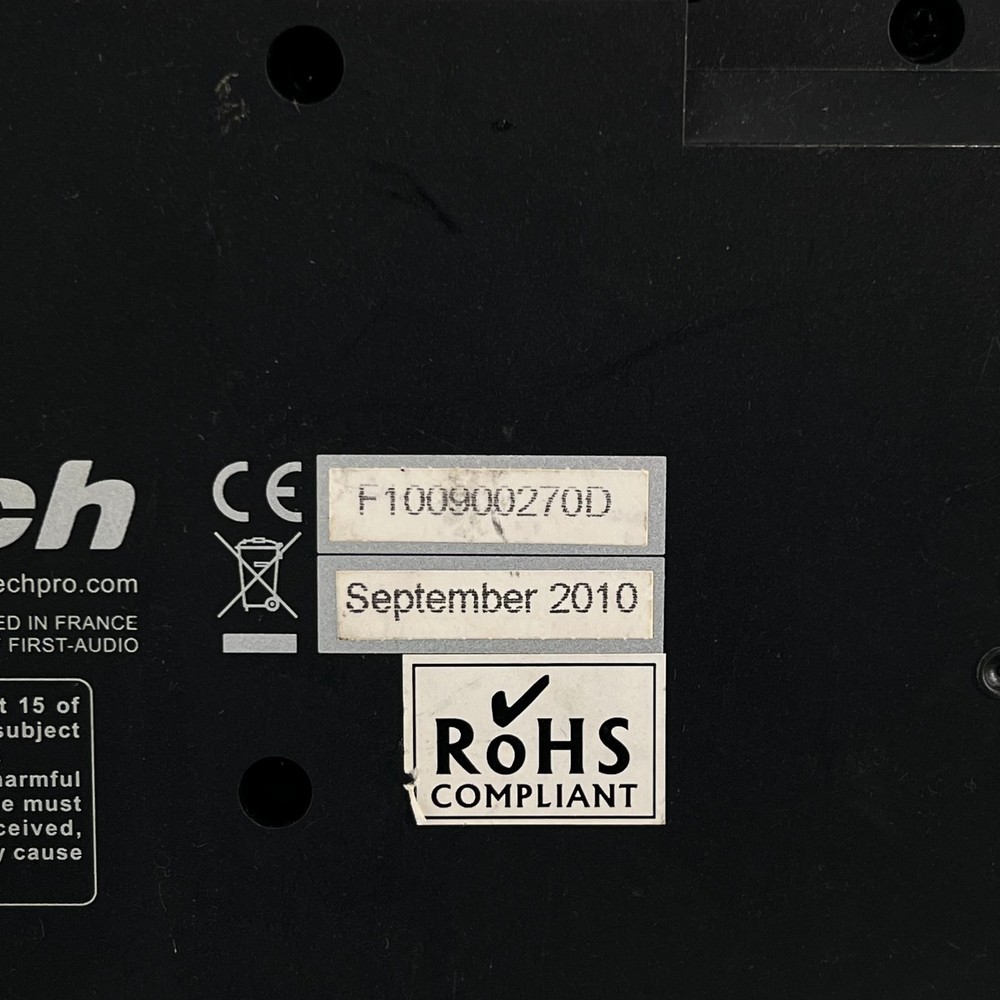 ch
CE
F100900270D
echpro.com
September 2010
ED IN FRANCE
FIRST-AUDIO
t 15 of
subject
harmful
e must
ceived,
y cause
RoHS
COMPLIANT